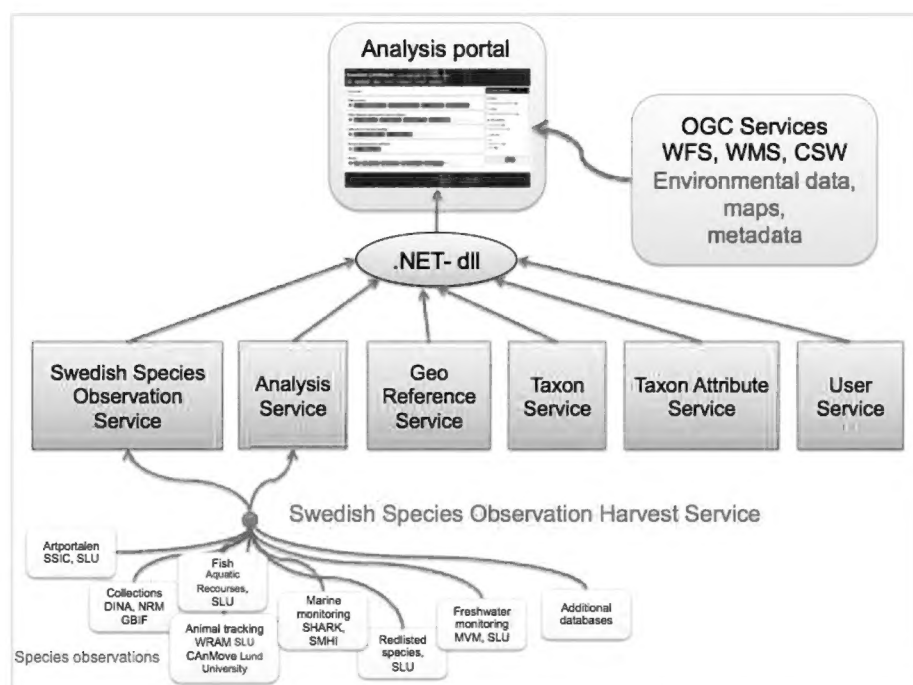 Analysis portal
OGC Services
WFS, WMS, CSW
Environmental data,
maps,
metadata
.NET- dll
Swedish Species
Observation
Service
Analysis
Service
Geo
Reference
Service
Taxon
Service
Taxon Attribute
Service
User
Service
Swedish Species Observation Harvest Service
Artportalen
SSIC, SLU
Collections
DINA, NRM
GBIF
Fish
Aquatic
Recourses,
SLU
Animal tracking
WRAM SLU
CAnMove Lund
University
Marine
monitoring
SHARK,
SMHI
Redlisted
species,
SLU
Freshwater
monitoring
MVM, SLU
Additional
databases
Species observations